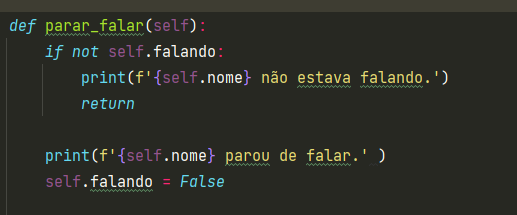 def parar_falar(self):
    if not self.falando:
        print(f'{self.nome} não estava falando.')
        return

    print(f'{self.nome} parou de falar.' )
    self.falando = False